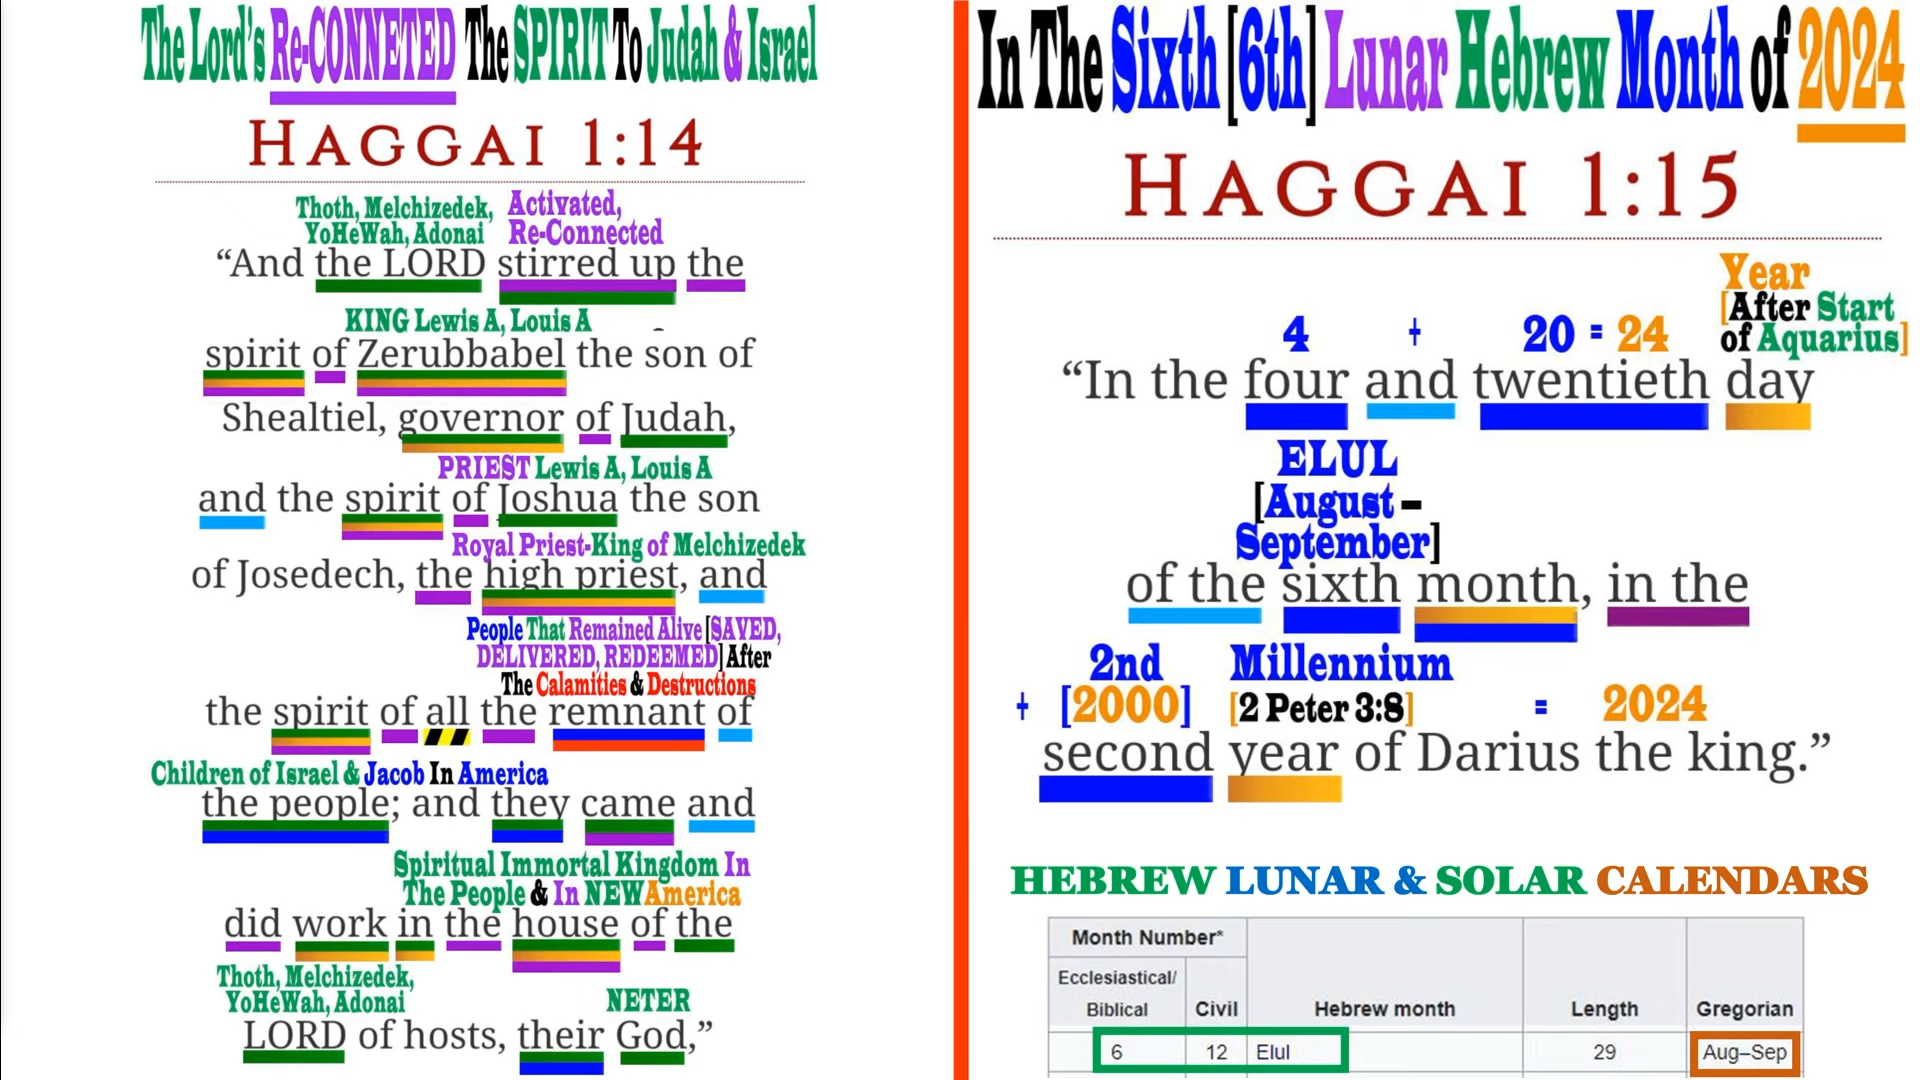 The Lord's Re-CONNETED The SPIRIT To Judah & Israel
HAGGAI 1:14
Thoth, Melchizedek, Activated,
YoHeWah, Adonai Re-Connected
“And the LORD stirred up the
KING Lewis A, Louis A
spirit of Zerubbabel the son of
Shealtiel, governor of Judah,
PRIEST Lewis A, Louis A
and the spirit of Joshua the son
Royal Priest-King of Melchizedek
of Josedech, the high priest, and
People That Remained Alive [SAVED,
DELIVERED, REDEEMED] After
The Calamities & Destructions
the spirit of all the remnant of
Children of Israel & Jacob In America
the people; and they came and
Spiritual Immortal Kingdom In
The People & In NEW America
did work in the house of the
Thoth, Melchizedek,
YoHeWah, Adonai NETER
LORD of hosts, their God,”
In The Sixth [6th] Lunar Hebrew Month of 2024
HAGGAI 1:15
Year
[After Start
of Aquarius]
4 + 20 = 24
“In the four and twentieth day
ELUL
[August –
September]
of the sixth month, in the
2nd Millennium
+ [2000] [2 Peter 3:8] = 2024
second year of Darius the king.”
HEBREW LUNAR & SOLAR CALENDARS
Month Number*
Ecclesiastical/
Biblical Civil Hebrew month Length Gregorian
6 12 Elul 29 Aug–Sep